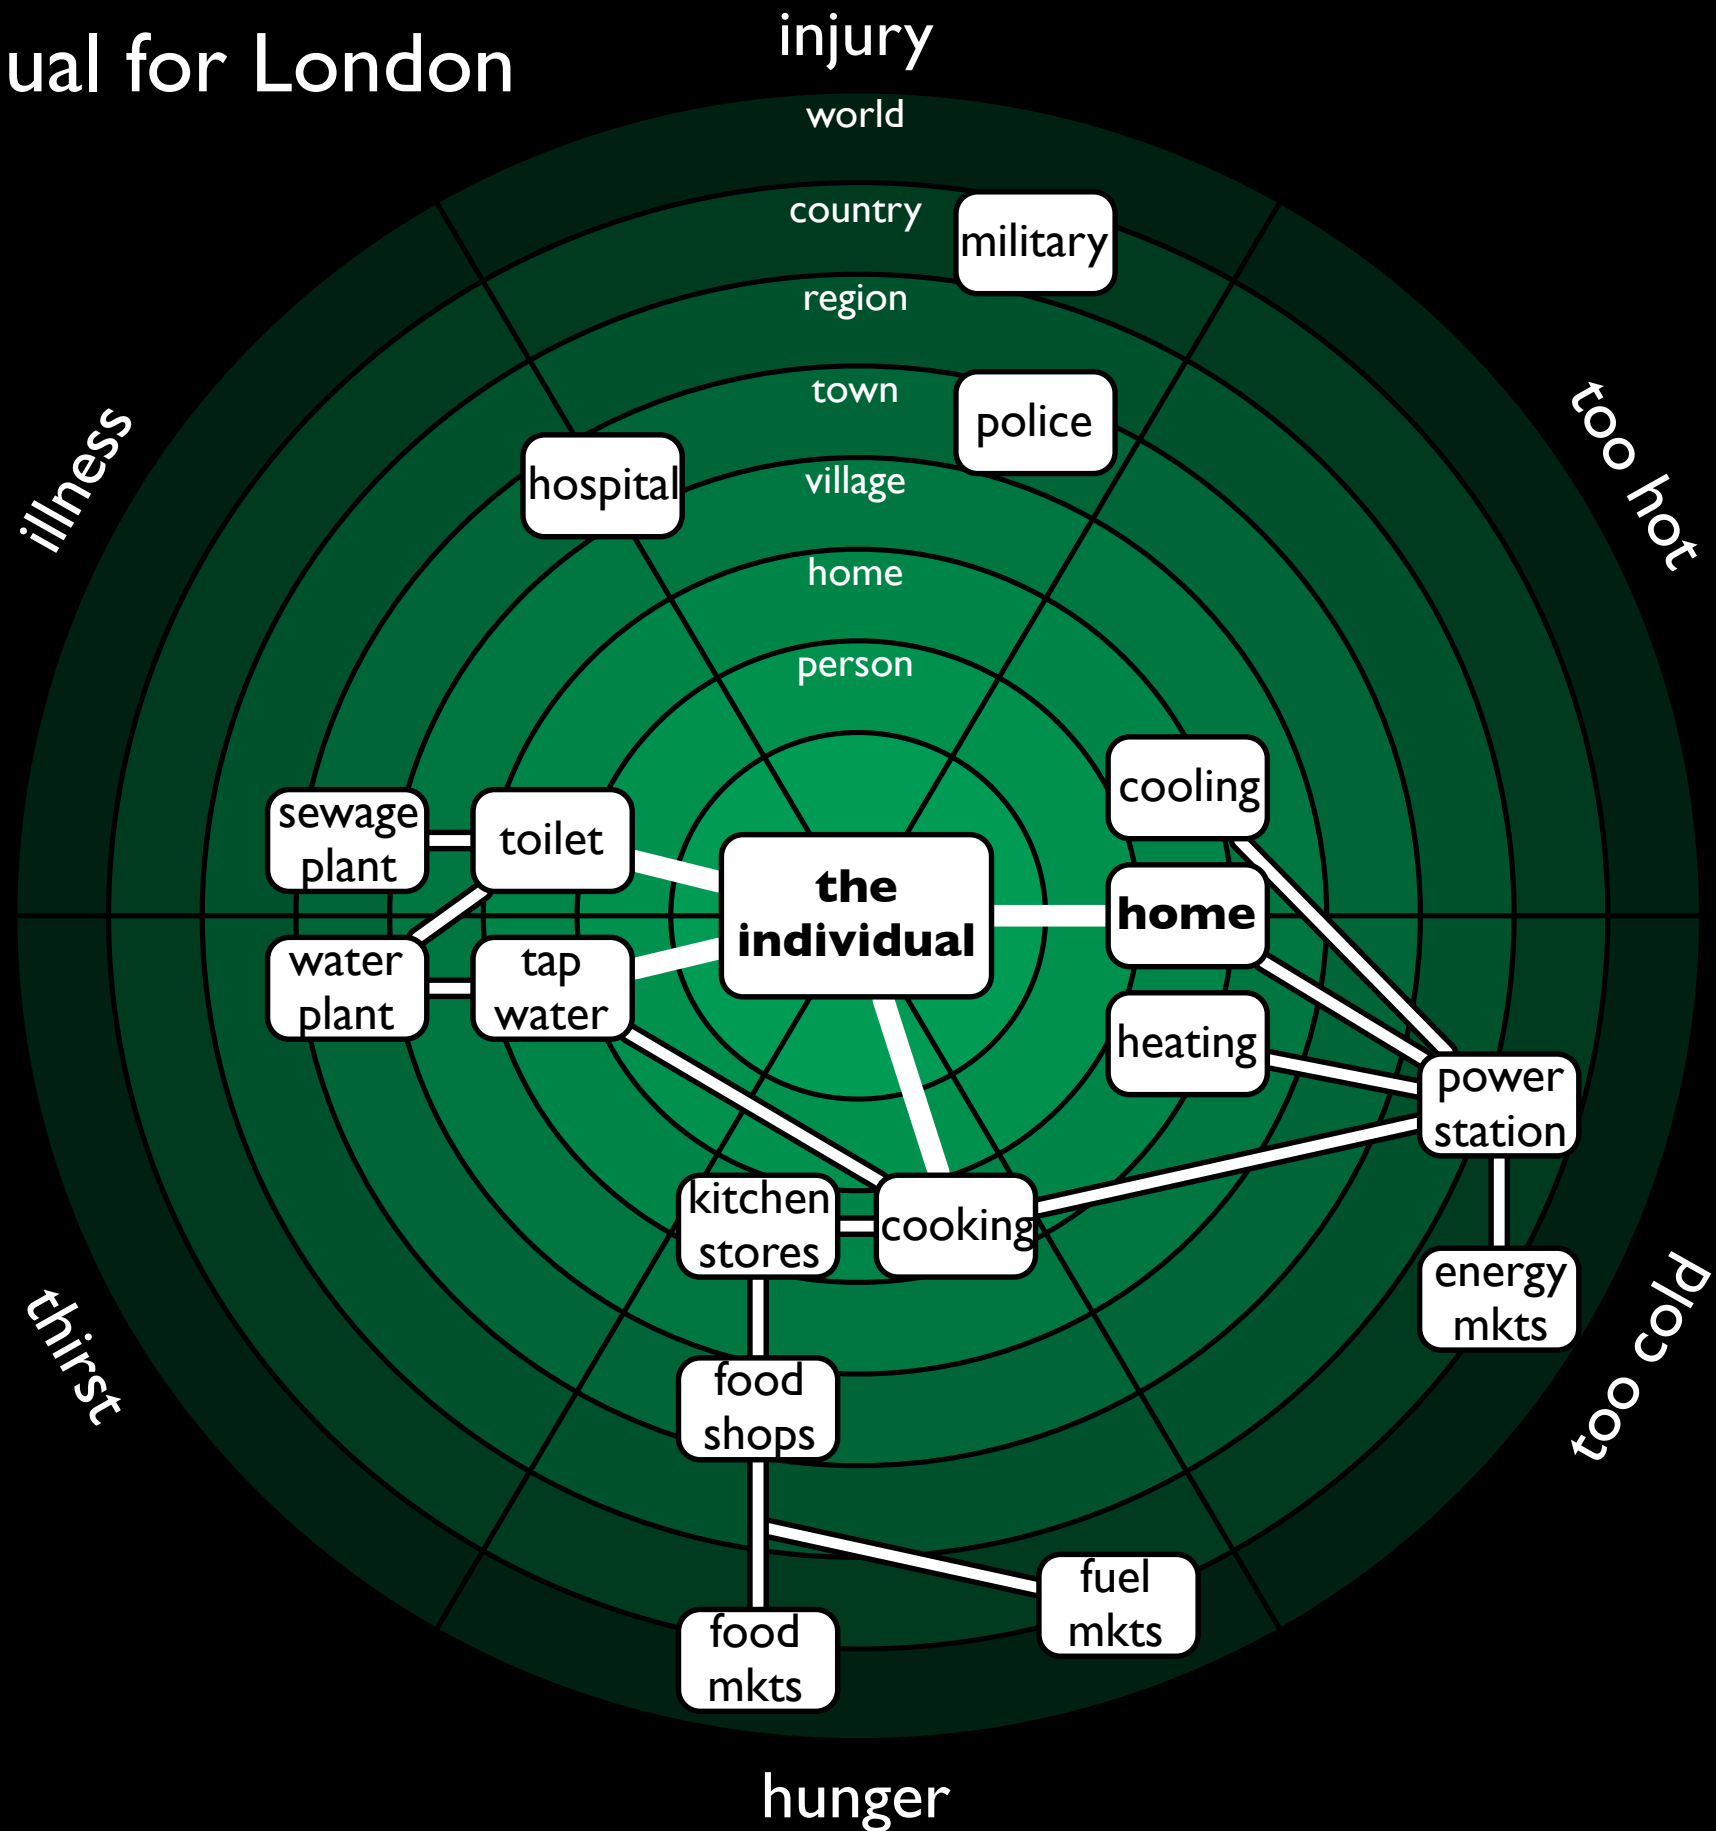 ual for London
injury
world
country
military
region
town
police
illness
too hot
hospital
village
home
person
cooling
sewage
plant
toilet
the
individual
home
water
plant
tap
water
heating
power
station
kitchen
stores
cooking
energy
mkts
thirst
too cold
food
shops
fuel
mkts
food
mkts
hunger